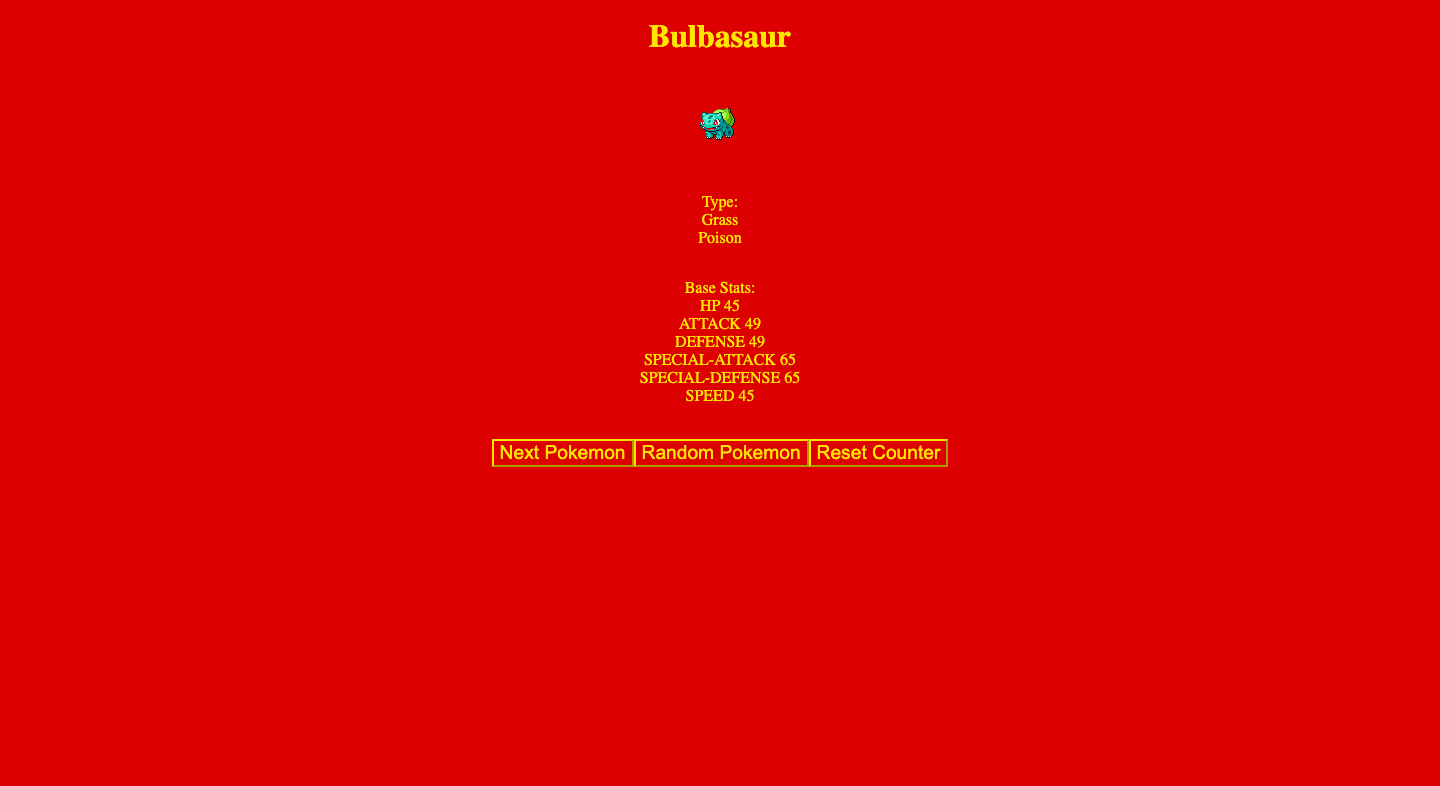 Bulbasaur
Type:
Grass
Poison
Base Stats:
HP 45
ATTACK 49
DEFENSE 49
SPECIAL-ATTACK 65
SPECIAL-DEFENSE 65
SPEED 45
Next Pokemon Random Pokemon Reset Counter